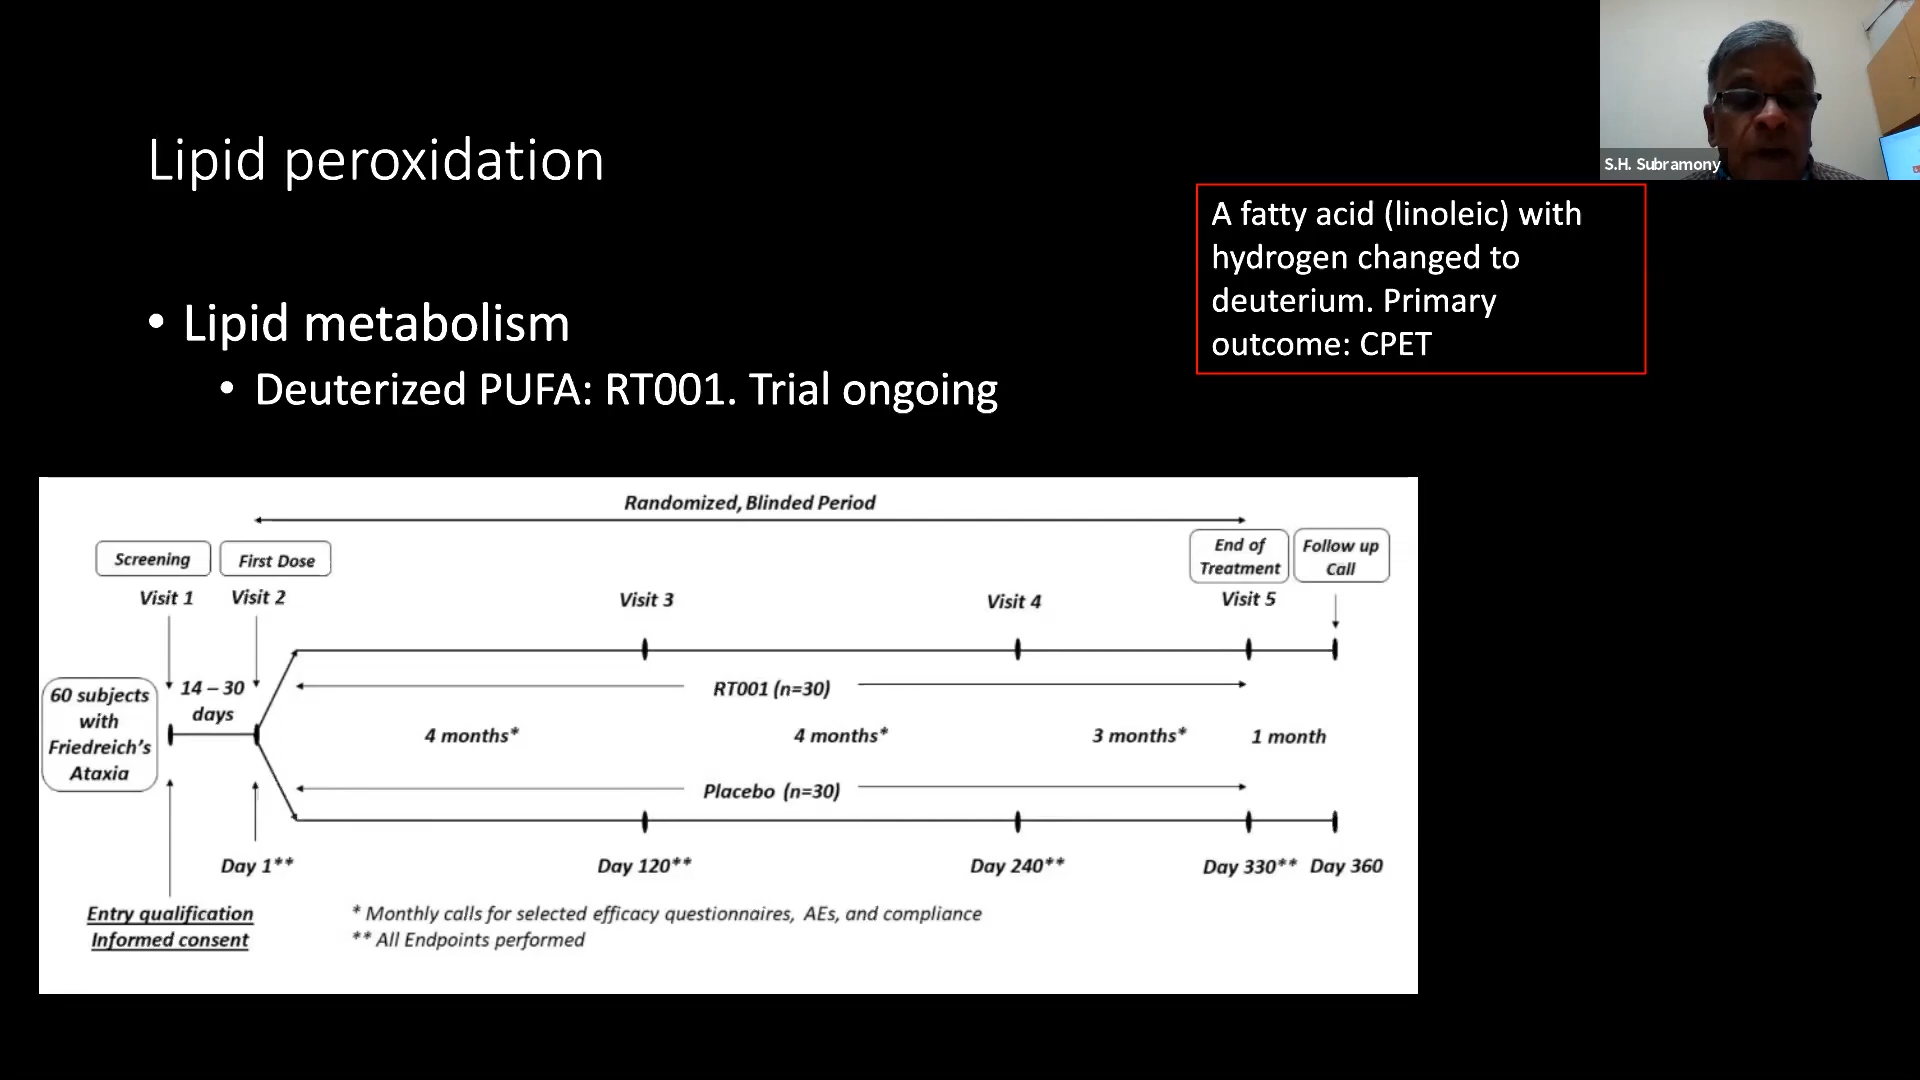 Lipid peroxidation
S.H. Subramony
A fatty acid (linoleic) with
hydrogen changed to
deuterium. Primary
outcome: CPET
• Lipid metabolism
• Deuterized PUFA: RT001. Trial ongoing
Randomized, Blinded Period
Screening
First Dose
End of
Treatment
Follow up
Call
Visit 1
Visit 2
Visit 3
Visit 4
Visit 5
60 subjects
with
Friedreich's
Ataxia
14 – 30
days
RT001 (n=30)
4 months*
4 months*
3 months*
1 month
Placebo (n=30)
Day 1**
Day 120**
Day 240**
Day 330**
Day 360
Entry qualification
Informed consent
* Monthly calls for selected efficacy questionnaires, AEs, and compliance
** All Endpoints performed